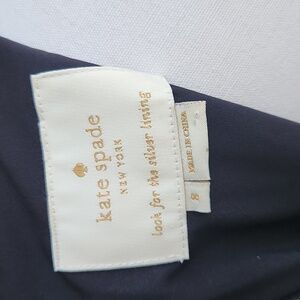 kate spade
NEW YORK
look for the silver lining
MADE IN CHINA
8